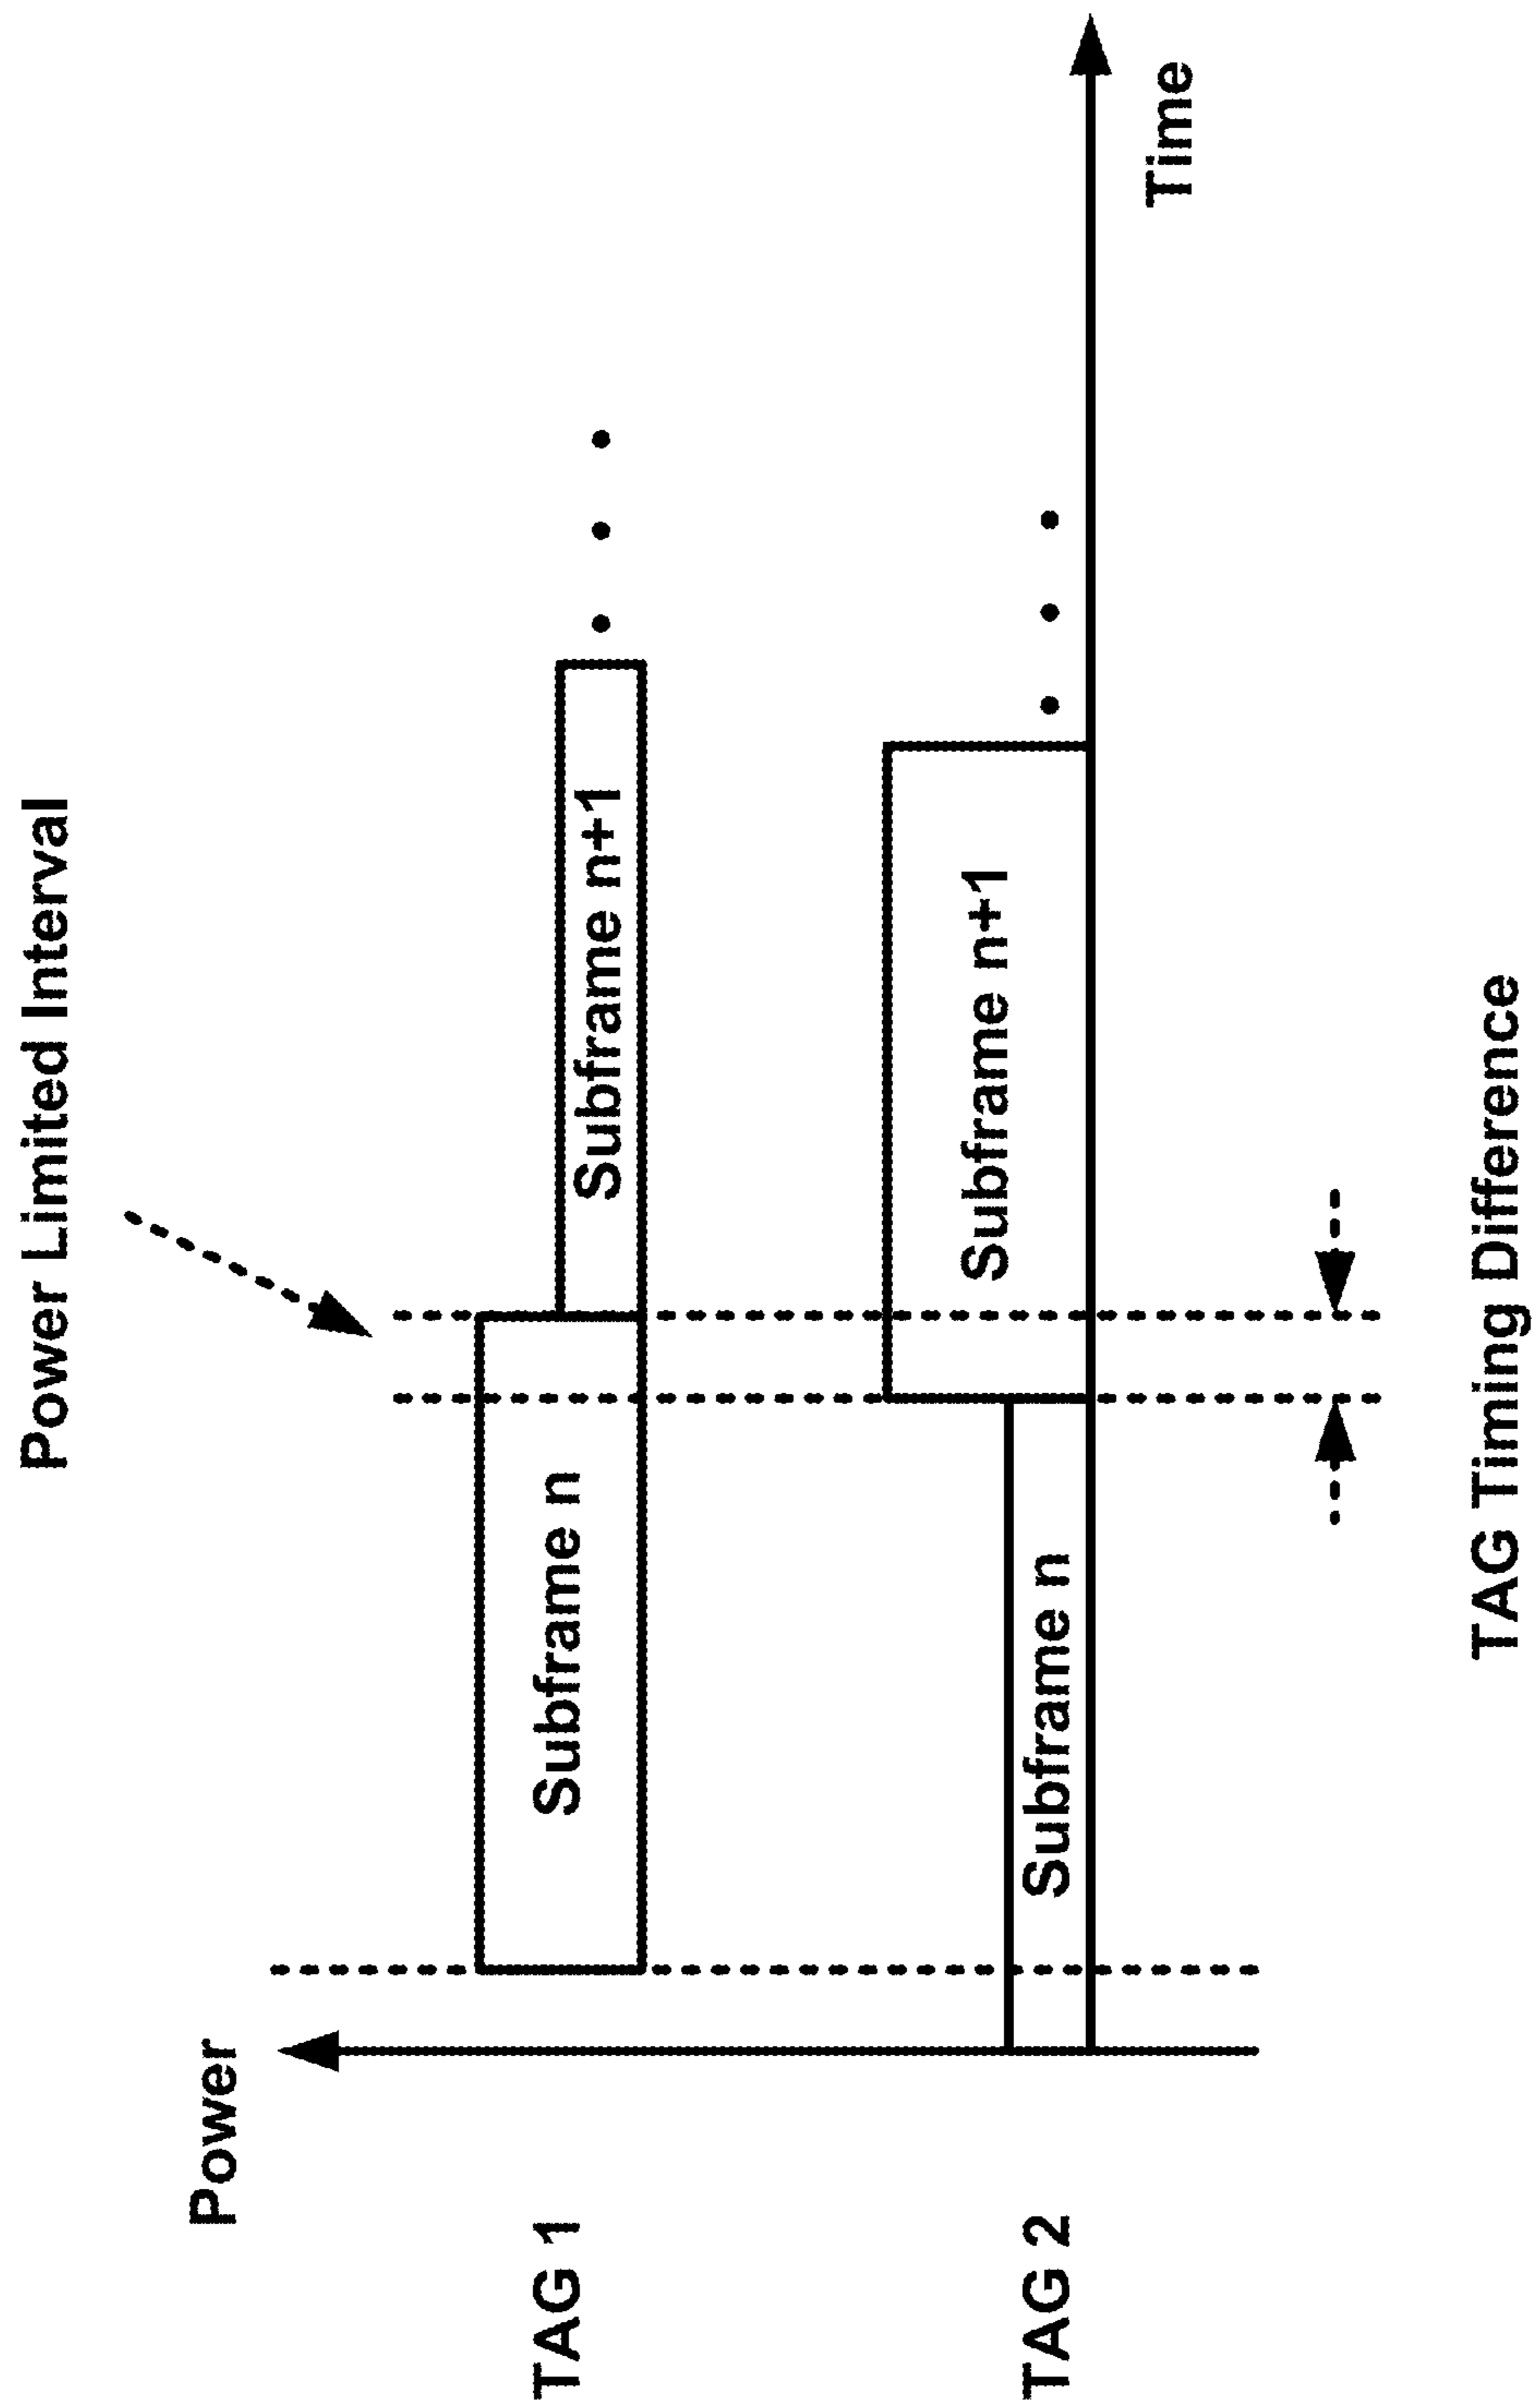 Power Limited Interval
Power
TAG 1
Subframe n
Subframe n+1
TAG 2
Subframe n
Subframe n+1
Time
TAG Timing Difference